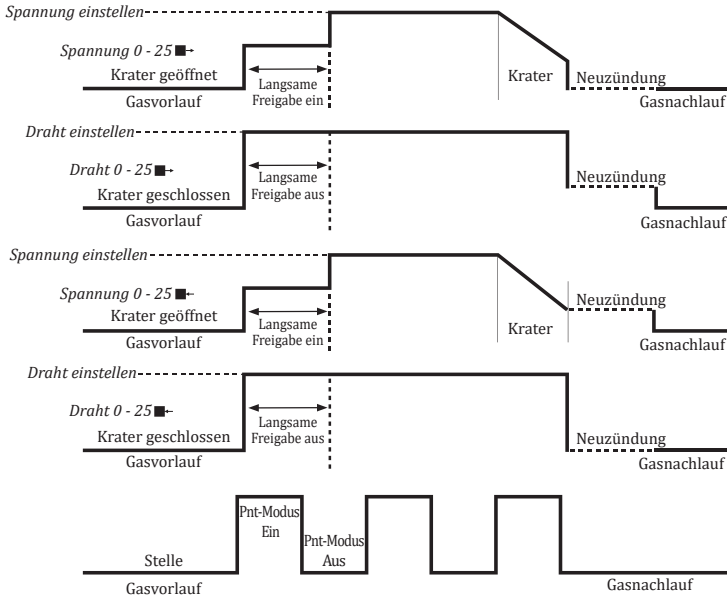 Spannung einstellen
Spannung 0 - 25
Krater geöffnet
Gasvorlauf
Langsame
Freigabe ein
Krater
Neuzündung
Gasnachlauf
Draht einstellen
Draht 0 - 25
Krater geschlossen
Gasvorlauf
Langsame
Freigabe aus
Neuzündung
Gasnachlauf
Spannung einstellen
Spannung 0 - 25
Krater geöffnet
Gasvorlauf
Langsame
Freigabe ein
Krater
Neuzündung
Gasnachlauf
Draht einstellen
Draht 0 - 25
Krater geschlossen
Gasvorlauf
Langsame
Freigabe aus
Neuzündung
Gasnachlauf
Pnt-Modus
Ein
Pnt-Modus
Aus
Stelle
Gasvorlauf
Gasnachlauf